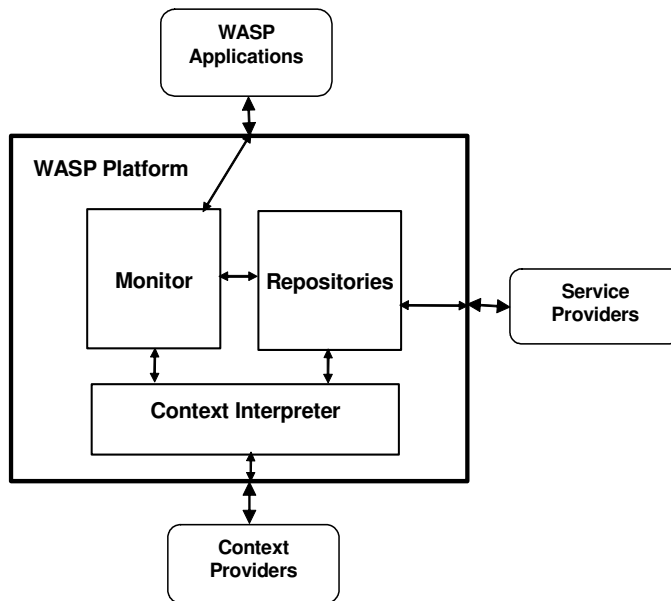 WASP
Applications
WASP Platform
Monitor
Repositories
Service
Providers
Context Interpreter
Context
Providers